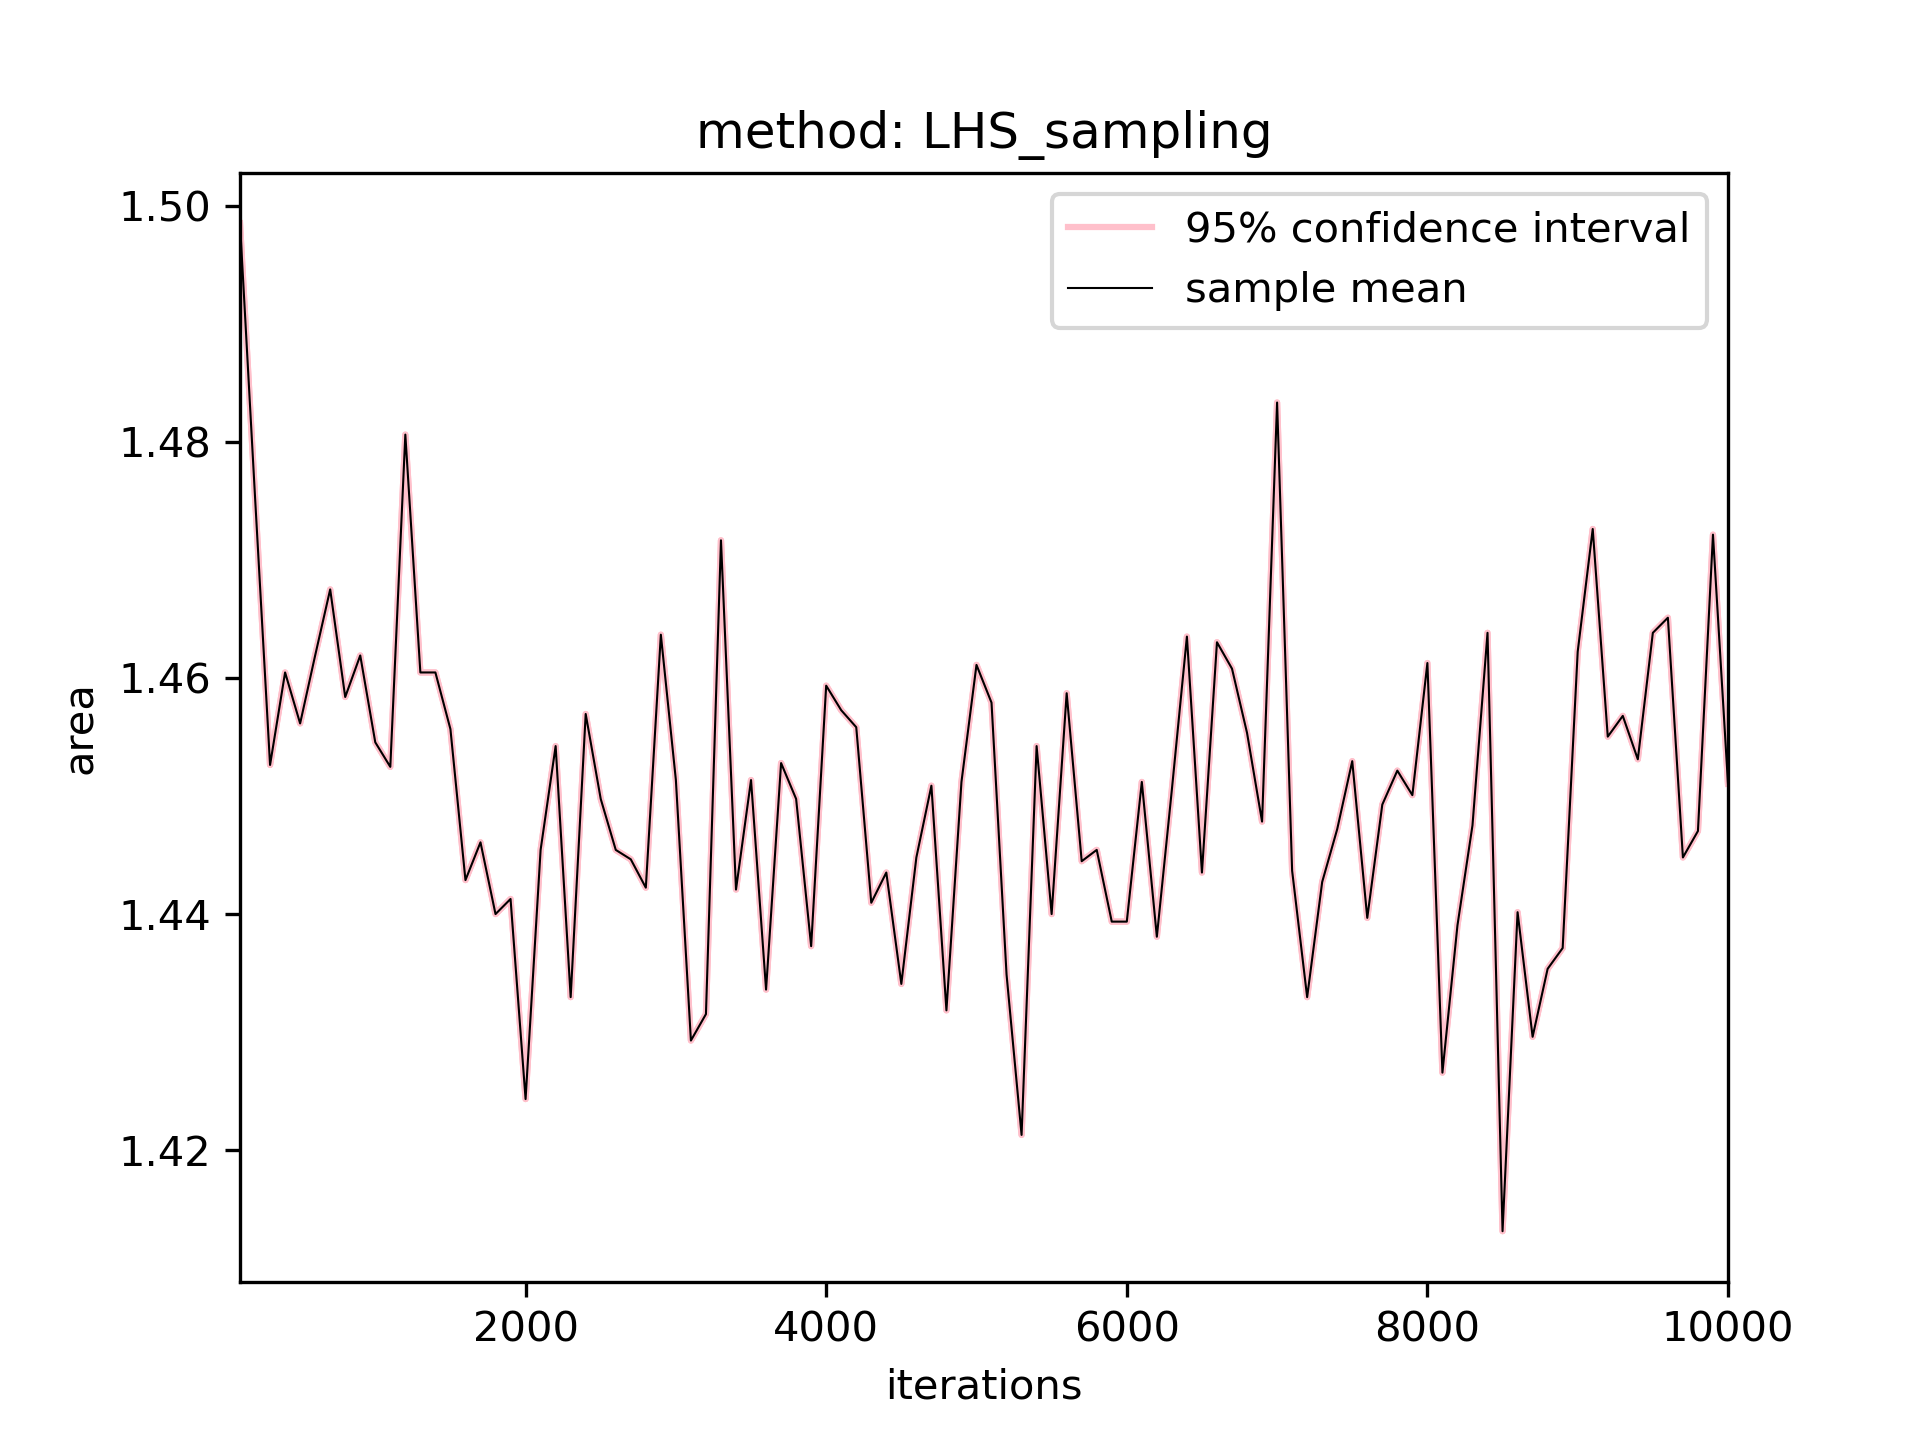 method: LHS_sampling
95% confidence interval
sample mean
1.50
1.48
1.46
1.44
1.42
area
2000 4000 6000 8000 10000
iterations